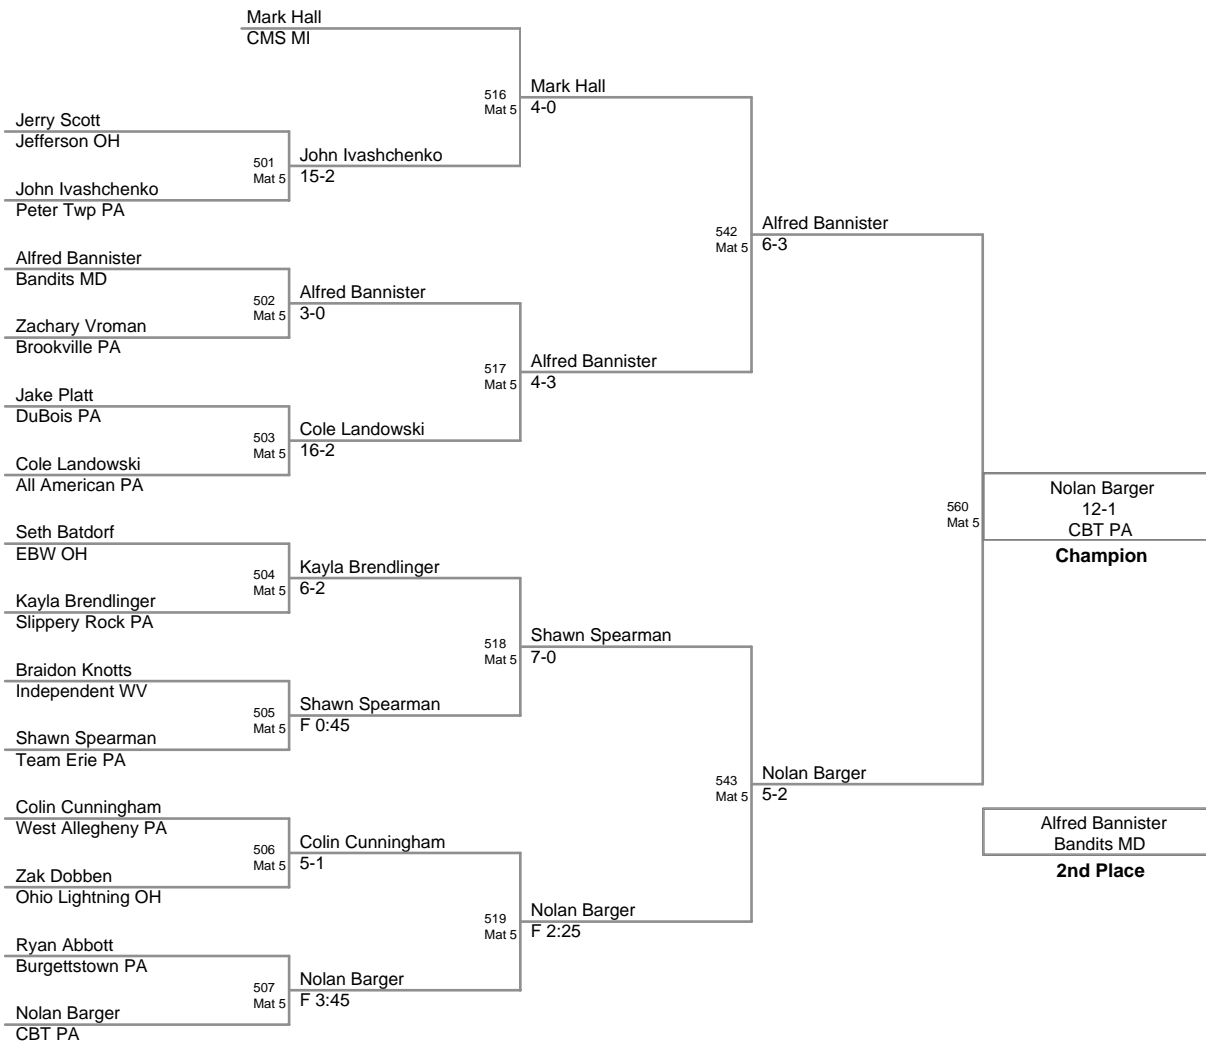 Mark Hall
CMS MI
Jerry Scott
Jefferson OH
501
Mat 5
John Ivashchenko
15-2
John Ivashchenko
Peter Twp PA
516
Mat 5
Mark Hall
4-0
Alfred Bannister
Bandits MD
502
Mat 5
Alfred Bannister
3-0
Zachary Vroman
Brookville PA
517
Mat 5
Alfred Bannister
4-3
Jake Platt
DuBois PA
503
Mat 5
Cole Landowski
16-2
Cole Landowski
All American PA
542
Mat 5
Alfred Bannister
6-3
Seth Batdorf
EBW OH
504
Mat 5
Kayla Brendlinger
6-2
Kayla Brendlinger
Slippery Rock PA
518
Mat 5
Shawn Spearman
7-0
Braidon Knotts
Independent WV
505
Mat 5
Shawn Spearman
F 0:45
Shawn Spearman
Team Erie PA
543
Mat 5
Nolan Barger
5-2
Colin Cunningham
West Allegheny PA
506
Mat 5
Colin Cunningham
5-1
Zak Dobben
Ohio Lightning OH
519
Mat 5
Nolan Barger
F 2:25
Ryan Abbott
Burgettstown PA
507
Mat 5
Nolan Barger
F 3:45
Nolan Barger
CBT PA
560
Mat 5
Nolan Barger
12-1
CBT PA
Champion
Alfred Bannister
Bandits MD
2nd Place